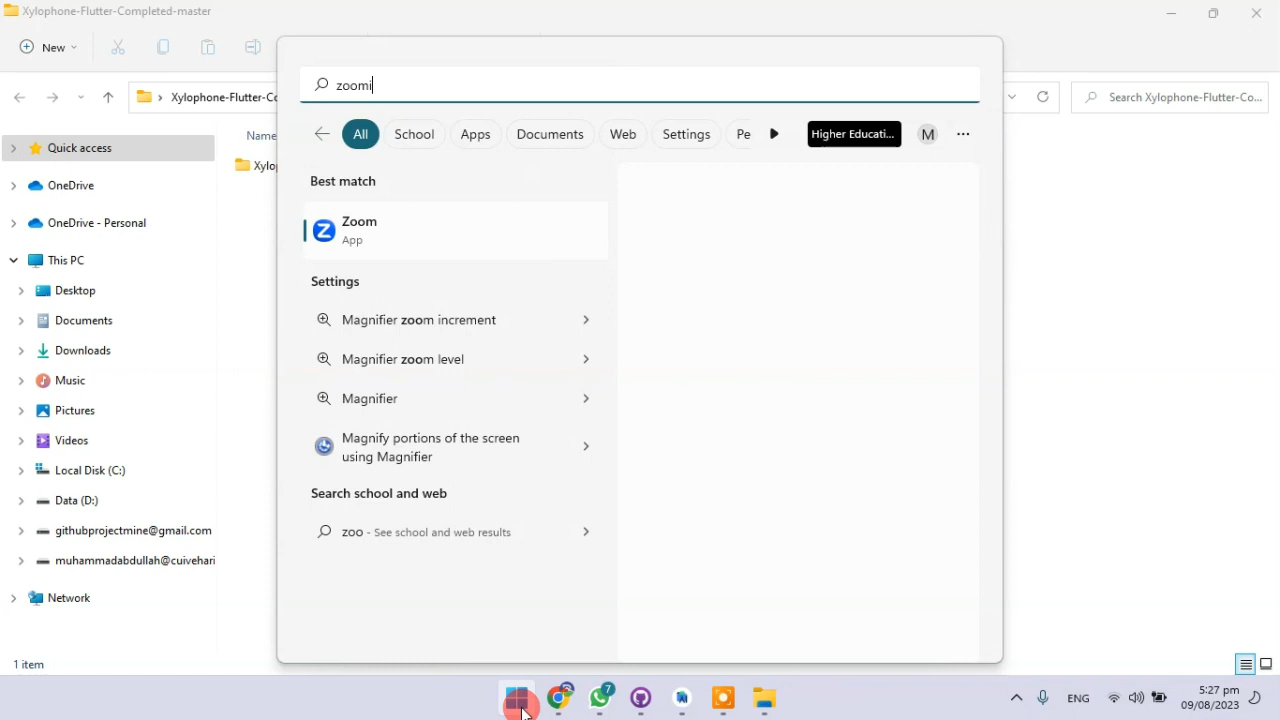 Xylophone-Flutter-Completed-master
New
Xylophone-Flutter-Co
Search Xylophone-Flutter-Co...
zoomi
All
School
Apps
Documents
Web
Settings
Pe
Higher Educati...
M
Name
Xylop
Quick access
OneDrive
OneDrive - Personal
This PC
Desktop
Documents
Downloads
Music
Pictures
Videos
Local Disk (C:)
Data (D:)
githubprojectmine@gmail.com
muhammadabdullah@cuivehari
Network
Best match
Zoom
App
Settings
Magnifier zoom increment
Magnifier zoom level
Magnifier
Magnify portions of the screen
using Magnifier
Search school and web
zoo - See school and web results
1 item
7
ENG
5:27 pm
09/08/2023